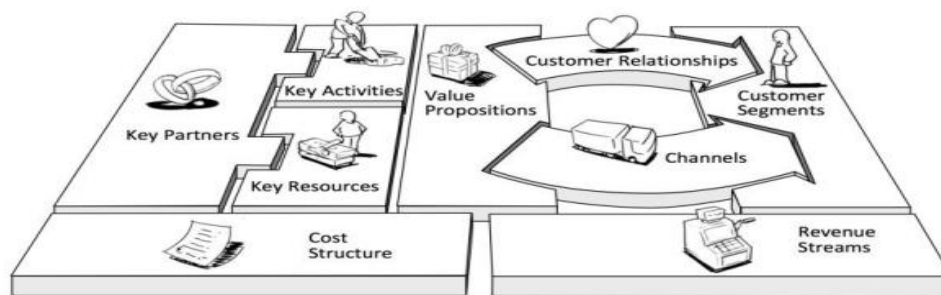 Key Partners
Key Activities
Key Resources
Value
Propositions
Customer Relationships
Channels
Customer
Segments
Cost
Structure
Revenue
Streams